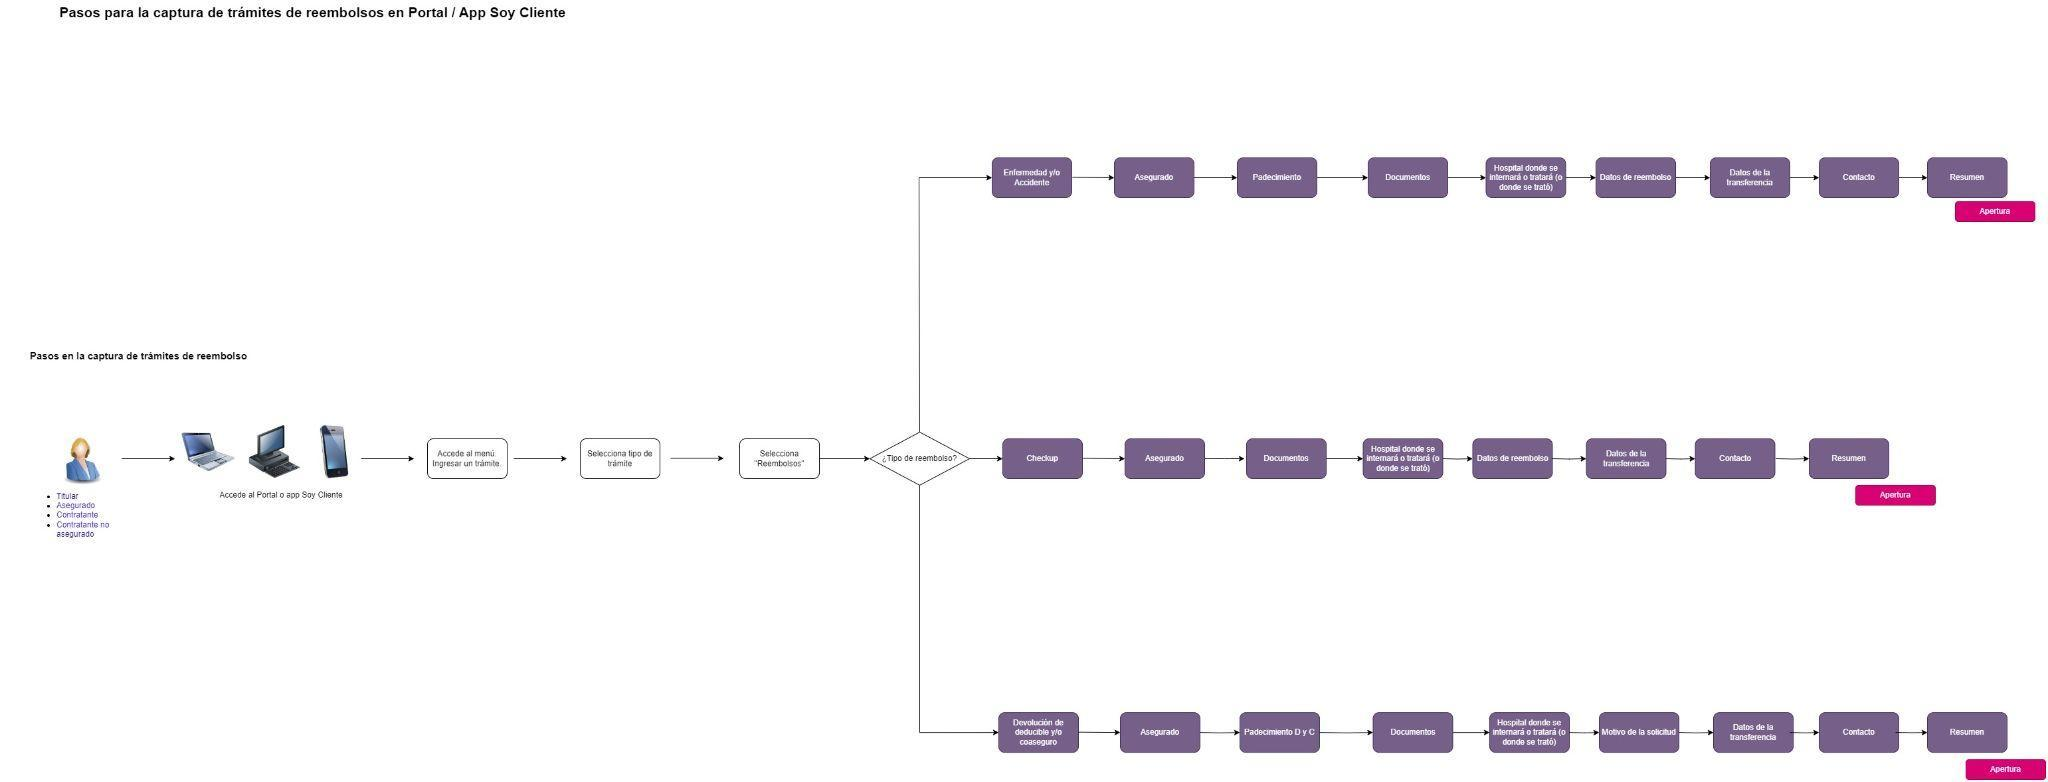 Pasos para la captura de trámites de reembolsos en Portal / App Soy Cliente
Enfermedad y/o
Accidente
Asegurado
Padecimiento
Documentos
Hospital donde se
internará o tratará (o
donde se trató)
Datos de reembolso
Datos de la
transferencia
Contacto
Resumen
Apertura
Pasos en la captura de trámites de reembolso
Titular
Asegurado
Contratante
Contratante no
asegurado
Accede al Portal o app Soy Cliente
Accede al menú
Ingresar un trámite.
Selecciona tipo de
trámite
Selecciona
"Reembolsos"
¿Tipo de reembolso?
Checkup
Asegurado
Documentos
Hospital donde se
internará o tratará (o
donde se trató)
Datos de reembolso
Datos de la
transferencia
Contacto
Resumen
Apertura
Devolución de
deducible y/o
coaseguro
Asegurado
Padecimiento D y C
Documentos
Hospital donde se
internará o tratará (o
donde se trató)
Motivo de la solicitud
Datos de la
transferencia
Contacto
Resumen
Apertura